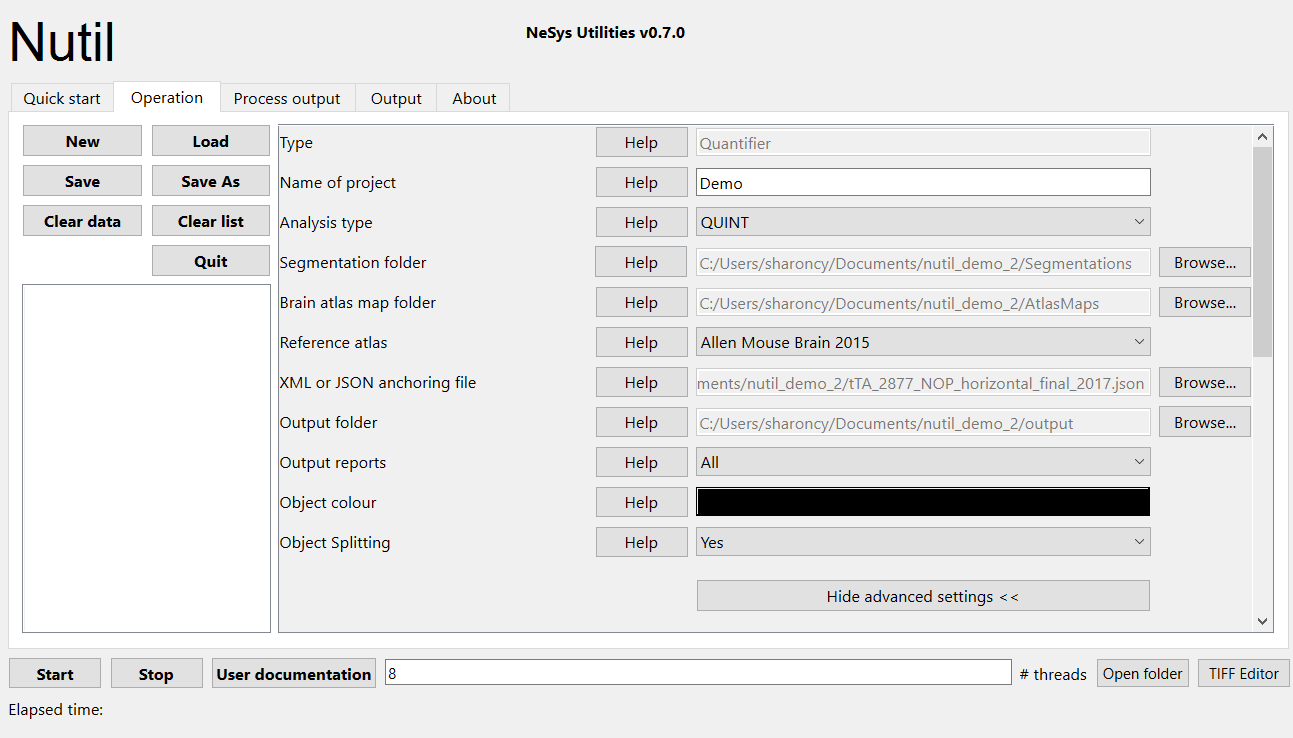 Nutil
NeSys Utilities v0.7.0
Quick start Operation Process output Output About
New Load
Save Save As
Clear data Clear list
Quit
Type Help Quantifier
Name of project Help Demo
Analysis type Help QUINT
Segmentation folder Help C:/Users/sharoncy/Documents/nutil_demo_2/Segmentations Browse...
Brain atlas map folder Help C:/Users/sharoncy/Documents/nutil_demo_2/AtlasMaps Browse...
Reference atlas Help Allen Mouse Brain 2015
XML or JSON anchoring file Help ments/nutil_demo_2/tTA_2877_NOP_horizontal_final_2017.json Browse...
Output folder Help C:/Users/sharoncy/Documents/nutil_demo_2/output Browse...
Output reports Help All
Object colour Help
Object Splitting Help Yes
Hide advanced settings <<
Start Stop User documentation 8 # threads Open folder TIFF Editor
Elapsed time: